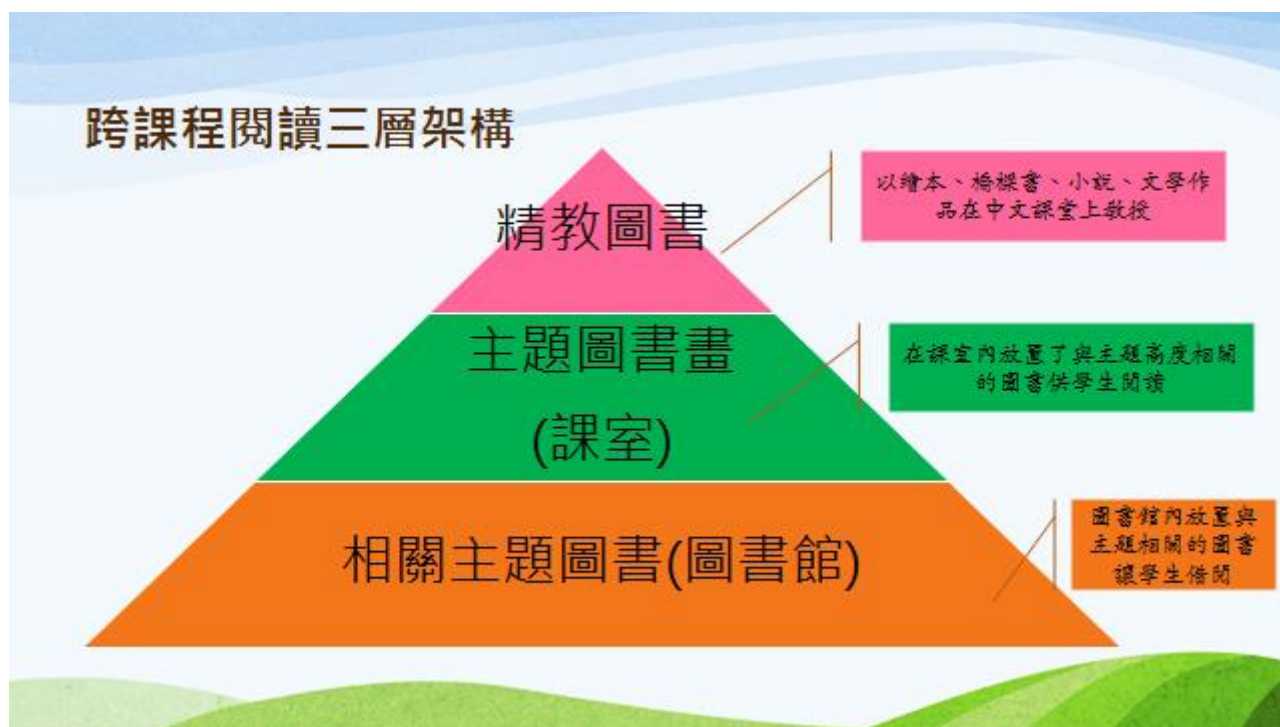 跨課程閱讀三層架構
精教圖書
以繪本、橋樑書、小說、文學作
品在中文課堂上教授
主題圖書畫
(課室)
在課室內放置了與主題高度相關
的圖書供學生閱讀
相關主題圖書(圖書館)
圖書館內放置與
主題相關的圖書
讓學生借閱